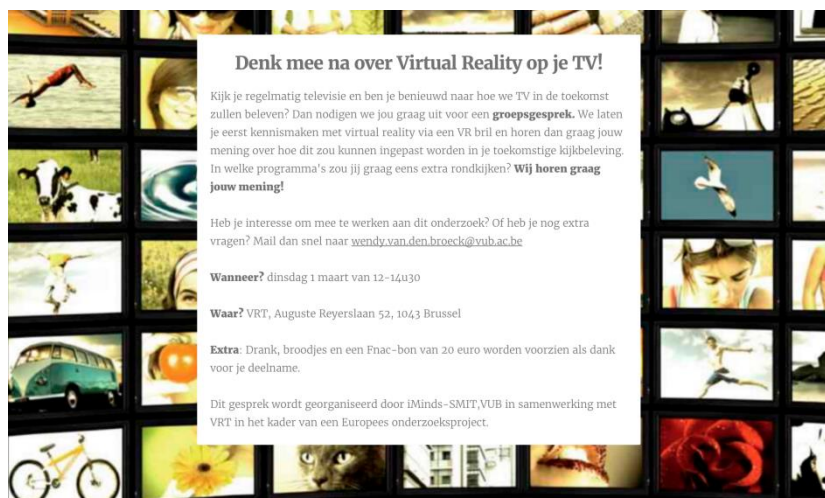 Denk mee na over Virtual Reality op je TV!
Kijk je regelmatig televisie en ben je benieuwd naar hoe we TV in de toekomst
zullen beleven? Dan nodigen we jou graag uit voor een groepsgesprek. We laten
je eerst kennismaken met virtual reality via een VR bril en horen dan graag jouw
mening over hoe dit zou kunnen ingepast worden in je toekomstige kijkbeleving.
In welke programma's zou jij graag eens extra rondkijken? Wij horen graag
jouw mening!
Heb je interesse om mee te werken aan dit onderzoek? Of heb je nog extra
vragen? Mail dan snel naar wendy.van.den.broeck@vub.ac.be
Wanneer? dinsdag 1 maart van 12-14u30
Waar? VRT, Auguste Reyerslaan 52, 1043 Brussel
Extra: Drank, broodjes en een Fnac-bon van 20 euro worden voorzien als dank
voor je deelname.
Dit gesprek wordt georganiseerd door iMinds-SMIT,VUB in samenwerking met
VRT in het kader van een Europees onderzoeksproject.